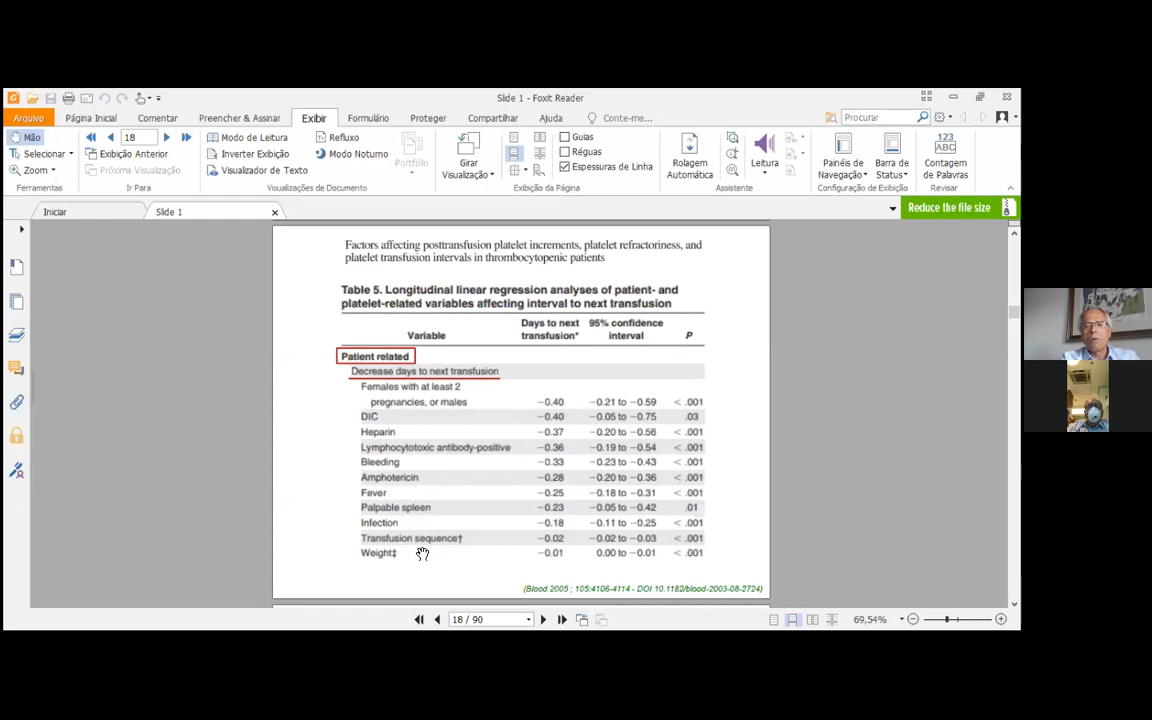 Slide 1 - Foxit Reader
Arquivo Página Inicial Comentar Preencher & Assinar Exibir Formulário Proteger Compartilhar Ajuda Conte-me... Procurar
Mão 18 Modo de Leitura Refluxo Guias 123
Selecionar Exibição Anterior Inverter Exibição Modo Noturno Portfólio Girar Réguas Rolagem Leitura Painéis de Barra de Contagem
Zoom Próxima Visualização Visualizador de Texto Visualização Espessuras de Linha Automática Navegação Status de Palavras
Ferramentas Ir Para Visualizações de Documento Exibição da Página Assistente Configuração de Exibição Revisar
Iniciar Slide 1 Reduce the file size
Factors affecting posttransfusion platelet increments, platelet refractoriness, and
platelet transfusion intervals in thrombocytopenic patients
Table 5. Longitudinal linear regression analyses of patient- and
platelet-related variables affecting interval to next transfusion
Days to next 95% confidence
Variable transfusion* interval P
Patient related
Decrease days to next transfusion
Females with at least 2
pregnancies, or males −0.40 −0.21 to −0.59 < .001
DIC −0.40 −0.05 to −0.75 .03
Heparin −0.37 −0.20 to −0.56 < .001
Lymphocytotoxic antibody-positive −0.36 −0.19 to −0.54 < .001
Bleeding −0.33 −0.23 to −0.43 < .001
Amphotericin −0.28 −0.20 to −0.36 < .001
Fever −0.25 −0.18 to −0.31 < .001
Palpable spleen −0.23 −0.05 to −0.42 .01
Infection −0.18 −0.11 to −0.25 < .001
Transfusion sequence† −0.02 −0.02 to −0.03 < .001
Weight‡ −0.01 0.00 to −0.01 < .001
(Blood 2005 ; 105:4106-4114 - DOI 10.1182/blood-2003-08-2724)
18 / 90 69,54%